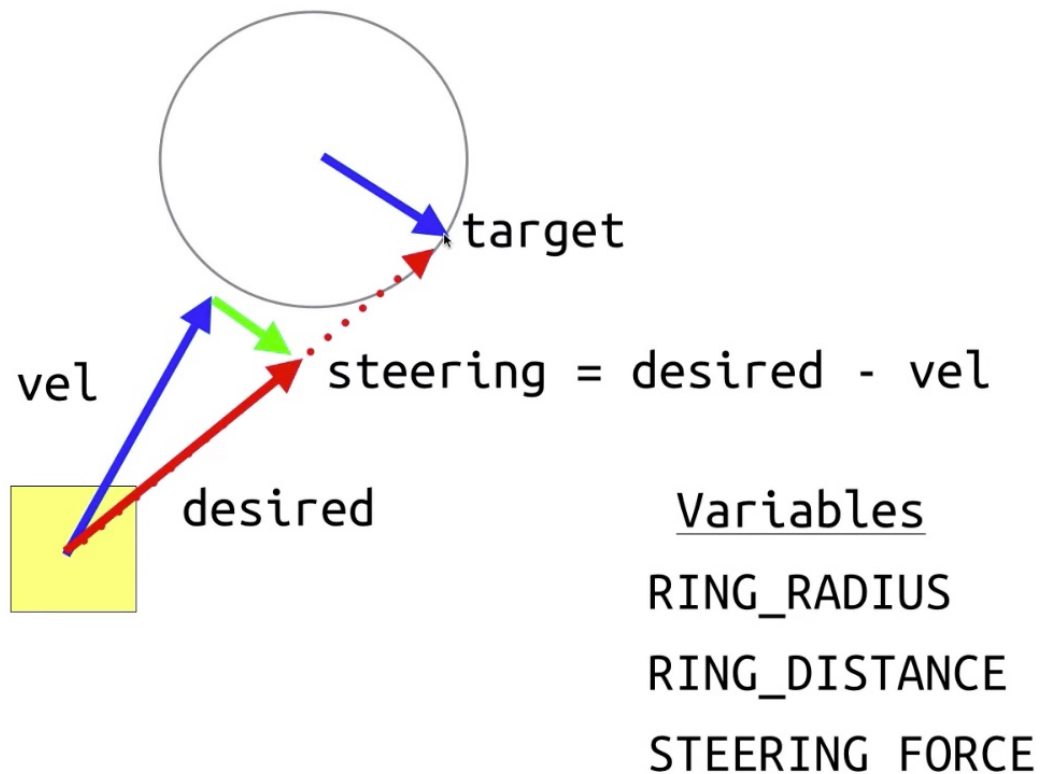 target
vel
steering = desired - vel
desired
Variables
RING_RADIUS
RING_DISTANCE
STEERING FORCE